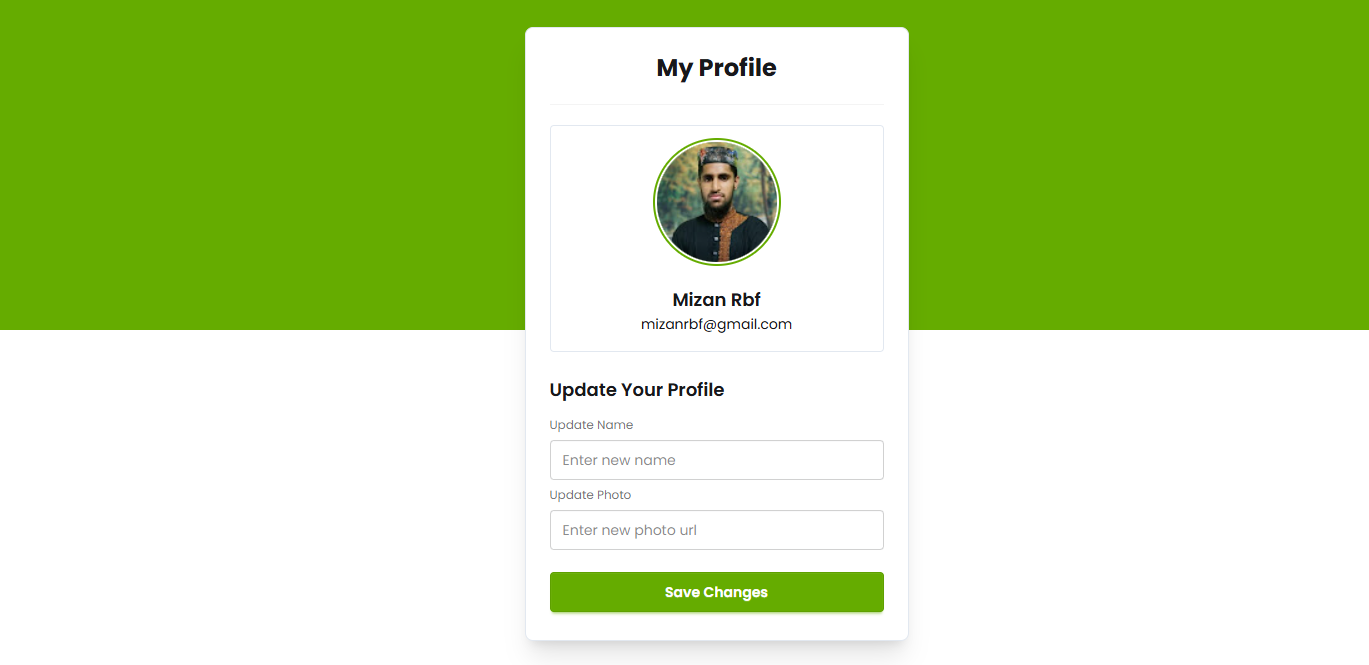 My Profile
Mizan Rbf
mizanrbf@gmail.com
Update Your Profile
Update Name
Enter new name
Update Photo
Enter new photo url
Save Changes